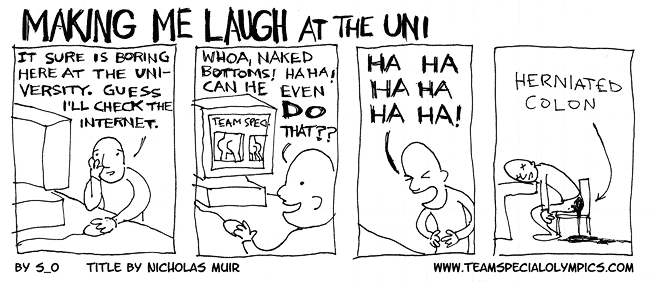 MAKING ME LAUGH AT THE UNI
IT SURE IS BORING
HERE AT THE UNI-
VERSITY. GUESS
I'LL CHECK THE
INTERNET.
WHOA, NAKED
BOTTOMS! HAHA!
CAN HE EVEN
DO
THAT??
TEAM SPEC
HA HA
HA HA
HA HA!
HERNIATED
COLON
BY S_O TITLE BY NICHOLAS MUIR
WWW.TEAMSPECIALOLYMPICS.COM